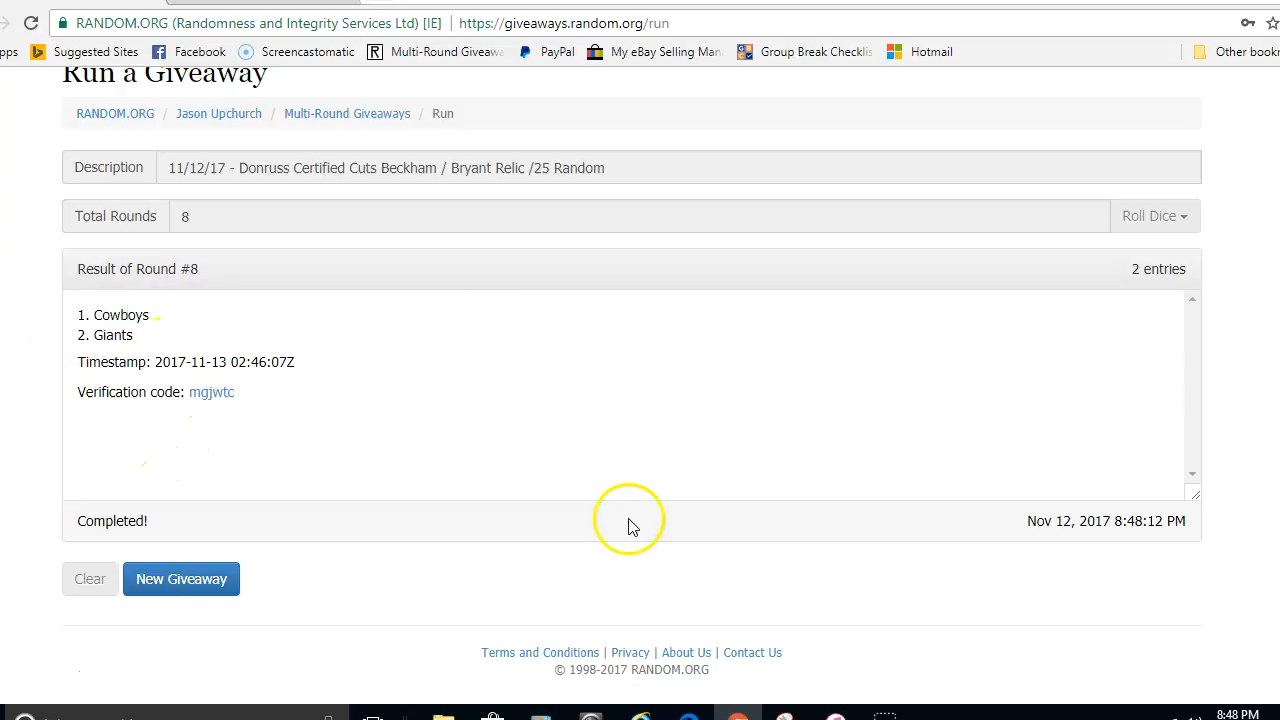 RANDOM.ORG (Randomness and Integrity Services Ltd) [IE] | https://giveaways.random.org/run
Suggested Sites Facebook Screencastomatic Multi-Round Giveawa PayPal My eBay Selling Man Group Break Checklis Hotmail Other book
Run a Giveaway
RANDOM.ORG / Jason Upchurch / Multi-Round Giveaways / Run
Description 11/12/17 - Donruss Certified Cuts Beckham / Bryant Relic /25 Random
Total Rounds 8 Roll Dice
Result of Round #8 2 entries
1. Cowboys
2. Giants
Timestamp: 2017-11-13 02:46:07Z
Verification code: mgjwtc
Completed! Nov 12, 2017 8:48:12 PM
Clear New Giveaway
Terms and Conditions | Privacy | About Us | Contact Us
© 1998-2017 RANDOM.ORG
8:48 PM